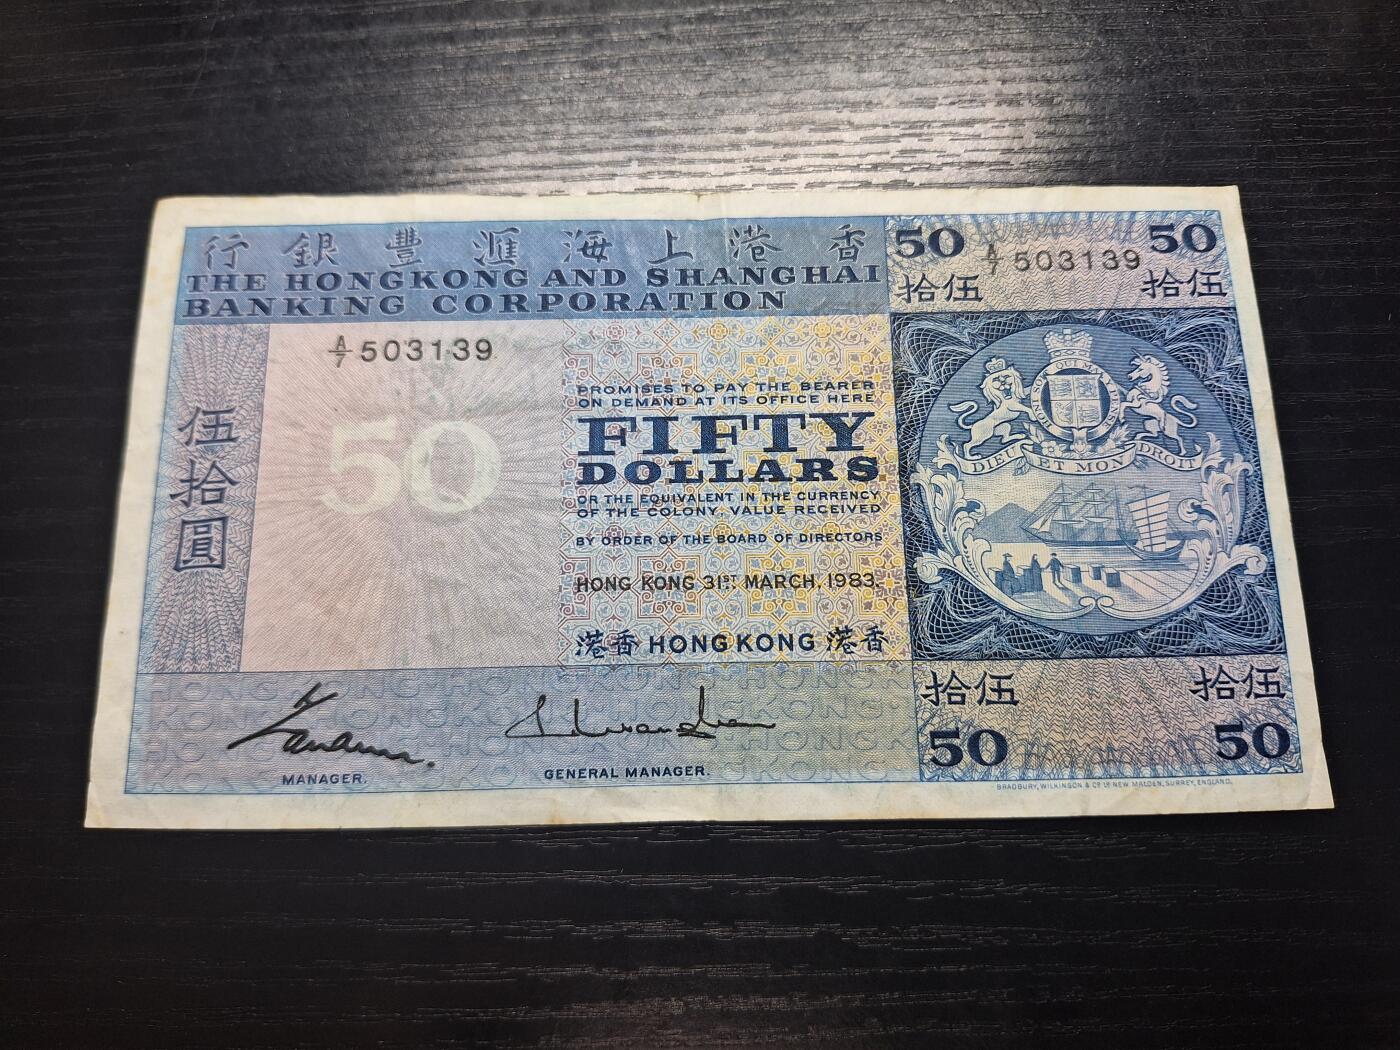 行銀豐滙海上港香
THE HONGKONG AND SHANGHAI
BANKING CORPORATION
50 A/7 503139 50
拾伍 拾伍
A/7 503139
伍拾圓
50
PROMISES TO PAY THE BEARER
ON DEMAND AT ITS OFFICE HERE
FIFTY
DOLLARS
OR THE EQUIVALENT IN THE CURRENCY
OF THE COLONY, VALUE RECEIVED
BY ORDER OF THE BOARD OF DIRECTORS
HONG KONG 31ST MARCH, 1983.
港香 HONG KONG 港香
MANAGER.
GENERAL MANAGER.
DIEU ET MON DROIT
拾伍 拾伍
50 50
BRADBURY, WILKINSON & Co. Ld. NEW MALDEN, SURREY, ENGLAND.